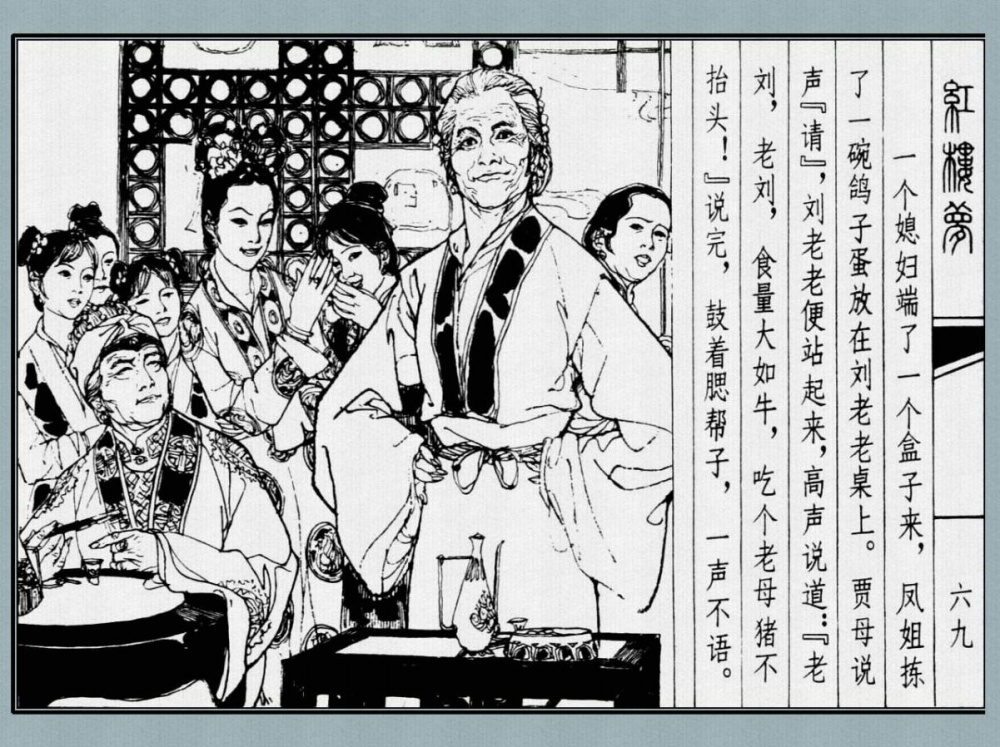 紅樓夢
六九
一个媳妇端了一个盒子来，凤姐拣
了一碗鸽子蛋放在刘老老桌上。贾母说
声『请』，刘老老便站起来，高声说道：『老
刘，老刘，食量大如牛，吃个老母猪不
抬头！』说完，鼓着腮帮子，一声不语。